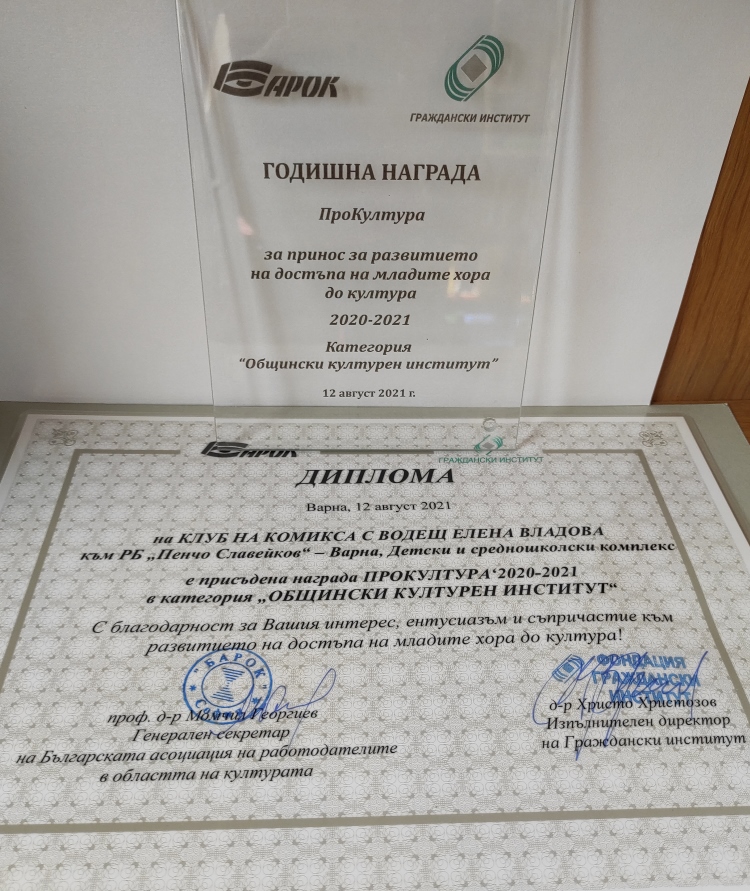 БАРОК
ГРАЖДАНСКИ ИНСТИТУТ
ГОДИШНА НАГРАДА
ПроКултура
за принос за развитието
на достъпа на младите хора
до култура
2020-2021
Категория
“Общински културен институт”
12 август 2021 г.
БАРОК
ГРАЖДАНСКИ ИНСТИТУТ
ДИПЛОМА
Варна, 12 август 2021
на КЛУБ НА КОМИКСА С ВОДЕЩ ЕЛЕНА ВЛАДОВА
към РБ „Пенчо Славейков“ – Варна, Детски и средношколски комплекс
е присъдена награда ПРОКУЛТУРА‘2020-2021
в категория „ОБЩИНСКИ КУЛТУРЕН ИНСТИТУТ“
С благодарност за Вашия интерес, ентусиазъм и съпричастие към
развитието на достъпа на младите хора до култура!
БАРОК
ФОНДАЦИЯ
ГРАЖДАНСКИ
ИНСТИТУТ
проф. д-р Георгиев
Генерален секретар
на Българската асоциация на работодателите
в областта на културата
д-р Христо Христозов
Изпълнителен директор
на Граждански институт